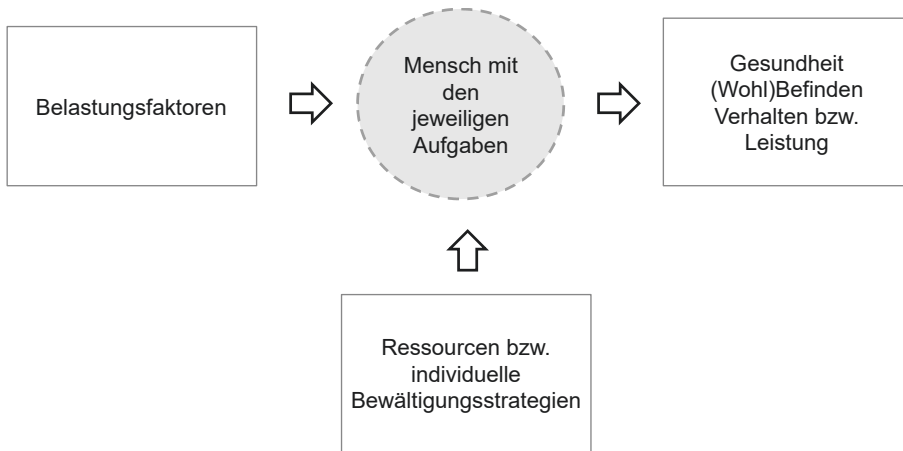 Belastungsfaktoren
Mensch mit
den
jeweiligen
Aufgaben
Gesundheit
(Wohl)Befinden
Verhalten bzw.
Leistung
Ressourcen bzw.
individuelle
Bewältigungsstrategien